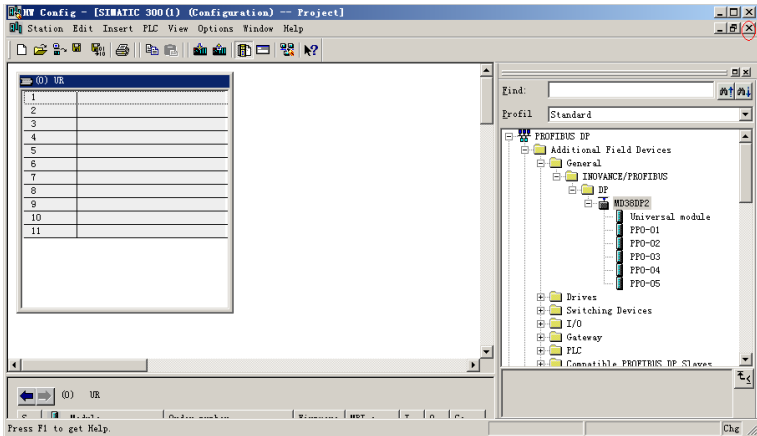 HW Config - [SIMATIC 300(1) (Configuration) -- Project]
Station Edit Insert PLC View Options Window Help
(0) UR
1
2
3
4
5
6
7
8
9
10
11
Find:
Profil Standard
PROFIBUS DP
Additional Field Devices
General
INOVANCE/PROFIBUS
DP
MD38DP2
Universal module
PPO-01
PPO-02
PPO-03
PPO-04
PPO-05
Drives
Switching Devices
I/O
Gateway
PLC
Compatible PROFIBUS DP Slaves
(0) UR
Press F1 to get Help.
Chg